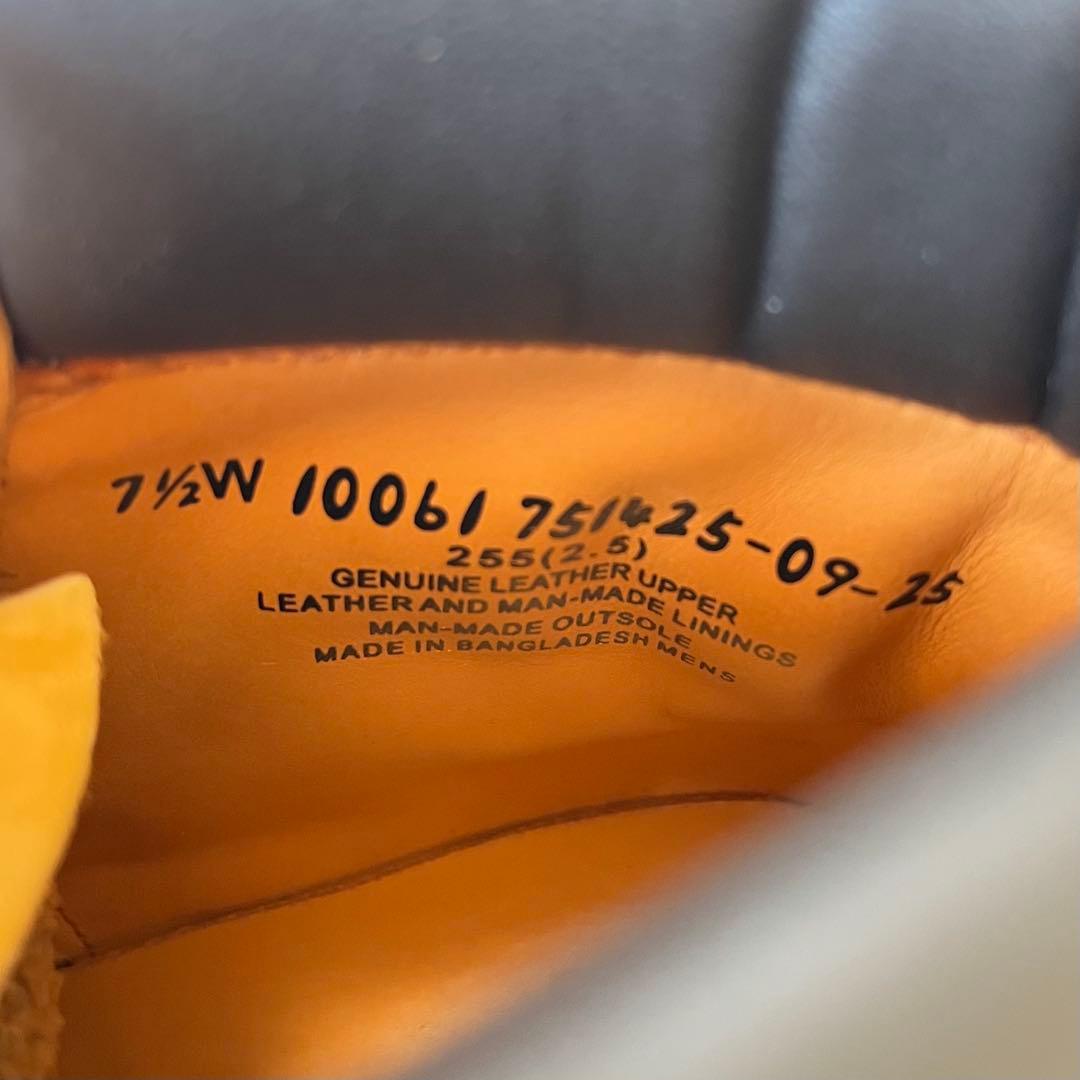 7½W 10061 751425-09-25
255(2.5)
GENUINE LEATHER UPPER
LEATHER AND MAN-MADE LININGS
MAN-MADE OUTSOLE
MADE IN BANGLADESH MENS